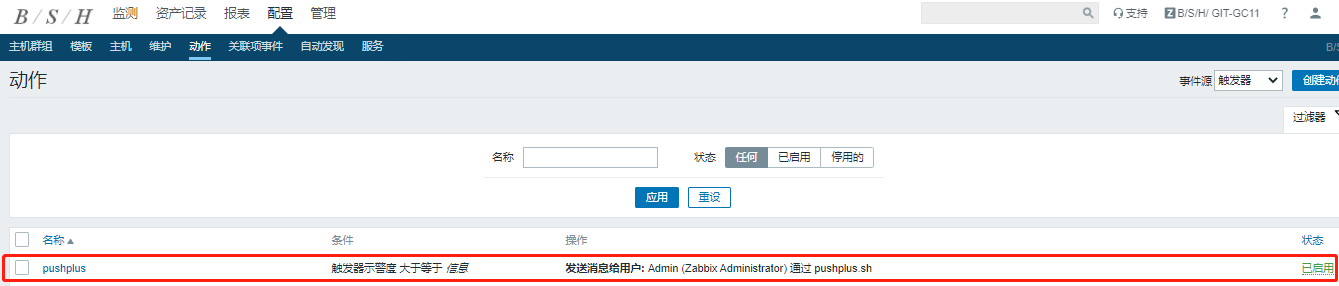 B / S / H 监测 资产记录 报表 配置 管理 支持 Z B/S/H/ GIT-GC11 ?
主机群组 模板 主机 维护 动作 关联项事件 自动发现 服务 B/S
动作 事件源 触发器 创建动作
过滤器
名称 状态 任何 已启用 停用的
应用 重设
名称 条件 操作 状态
pushplus 触发器示警度 大于等于 信息 发送消息给用户: Admin (Zabbix Administrator) 通过 pushplus.sh 已启用